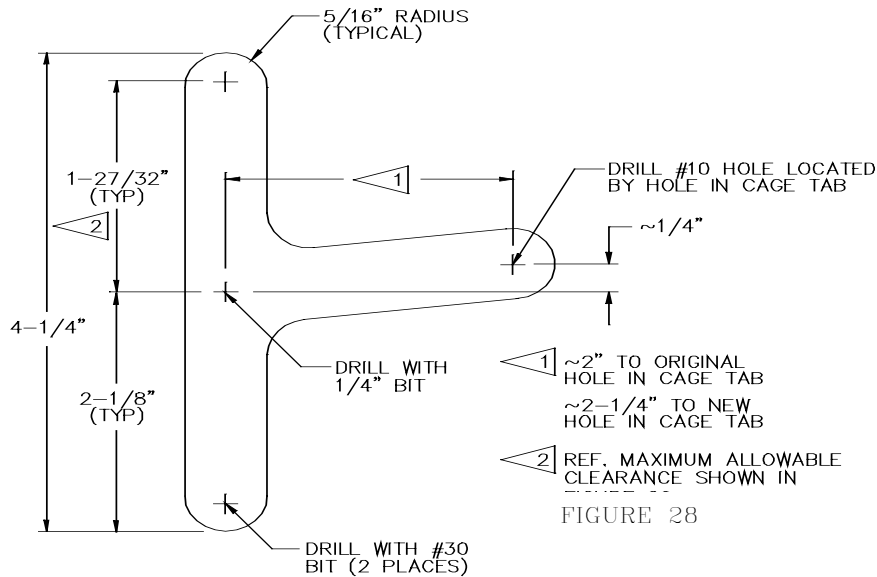 5/16” RADIUS
(TYPICAL)
1-27/32”
(TYP)
1
DRILL #10 HOLE LOCATED
BY HOLE IN CAGE TAB
2
~1/4”
4-1/4”
DRILL WITH
1/4” BIT
2-1/8”
(TYP)
1 ~2” TO ORIGINAL
HOLE IN CAGE TAB
~2-1/4” TO NEW
HOLE IN CAGE TAB
2 REF, MAXIMUM ALLOWABLE
CLEARANCE SHOWN IN
FIGURE 28
DRILL WITH #30
BIT (2 PLACES)